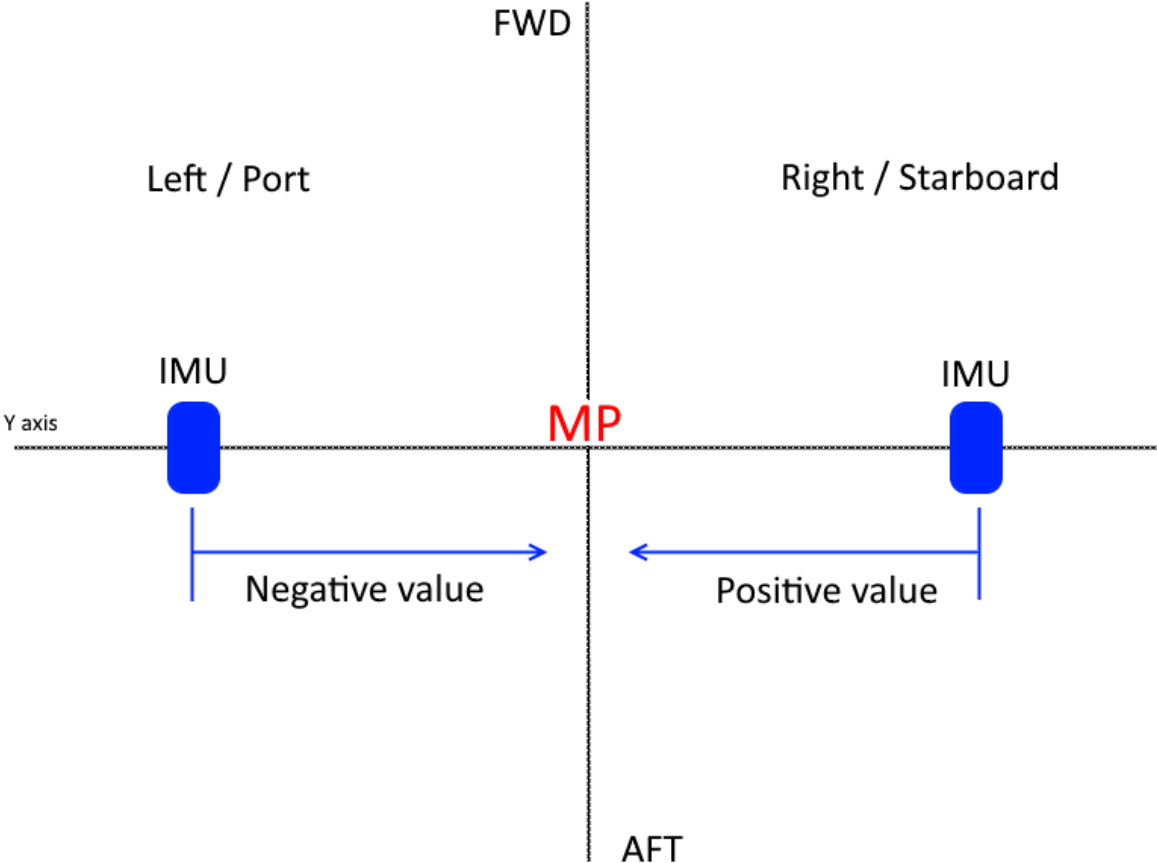 FWD
Left / Port
Right / Starboard
IMU
IMU
Y axis
MP
Negative value
Positive value
AFT